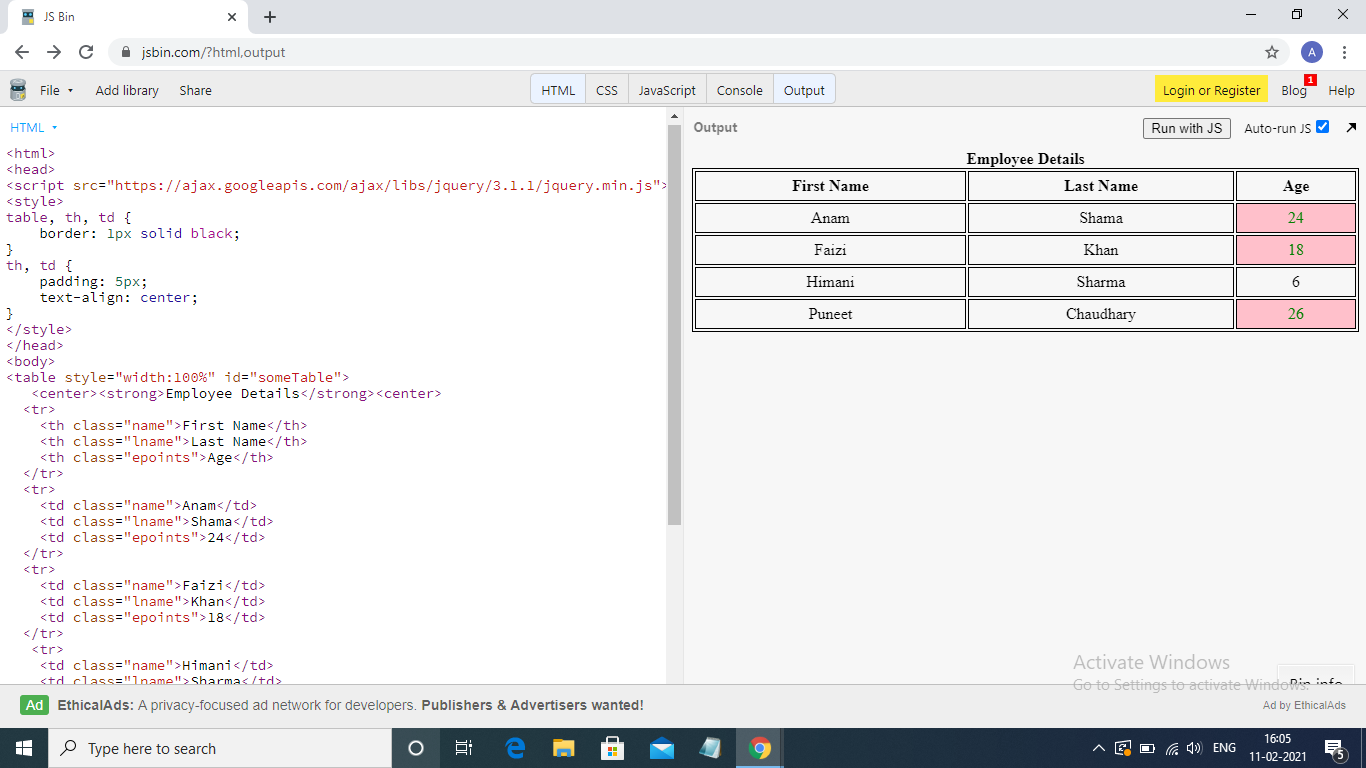 JS Bin
jsbin.com/?html,output
A
File
Add library
Share
HTML
CSS
JavaScript
Console
Output
Login or Register
Blog
1
Help
HTML
<html>
<head>
<script src="https://ajax.googleapis.com/ajax/libs/jquery/3.1.1/jquery.min.js">
<style>
table, th, td {
    border: 1px solid black;
}
th, td {
    padding: 5px;
    text-align: center;
}
</style>
</head>
<body>
<table style="width:100%" id="someTable">
   <center><strong>Employee Details</strong><center>
  <tr>
    <th class="name">First Name</th>
    <th class="lname">Last Name</th>
    <th class="epoints">Age</th>
  </tr>
  <tr>
    <td class="name">Anam</td>
    <td class="lname">Shama</td>
    <td class="epoints">24</td>
  </tr>
  <tr>
    <td class="name">Faizi</td>
    <td class="lname">Khan</td>
    <td class="epoints">18</td>
  </tr>
   <tr>
    <td class="name">Himani</td>
    <td class="lname">Sharma</td>
Output
Run with JS
Auto-run JS
Employee Details
First Name Last Name Age
Anam Shama 24
Faizi Khan 18
Himani Sharma 6
Puneet Chaudhary 26
Activate Windows
Go to Settings to activate Windows.
Bin info
Ad EthicalAds: A privacy-focused ad network for developers. Publishers & Advertisers wanted!
Ad by EthicalAds
Type here to search
ENG
16:05
11-02-2021
5